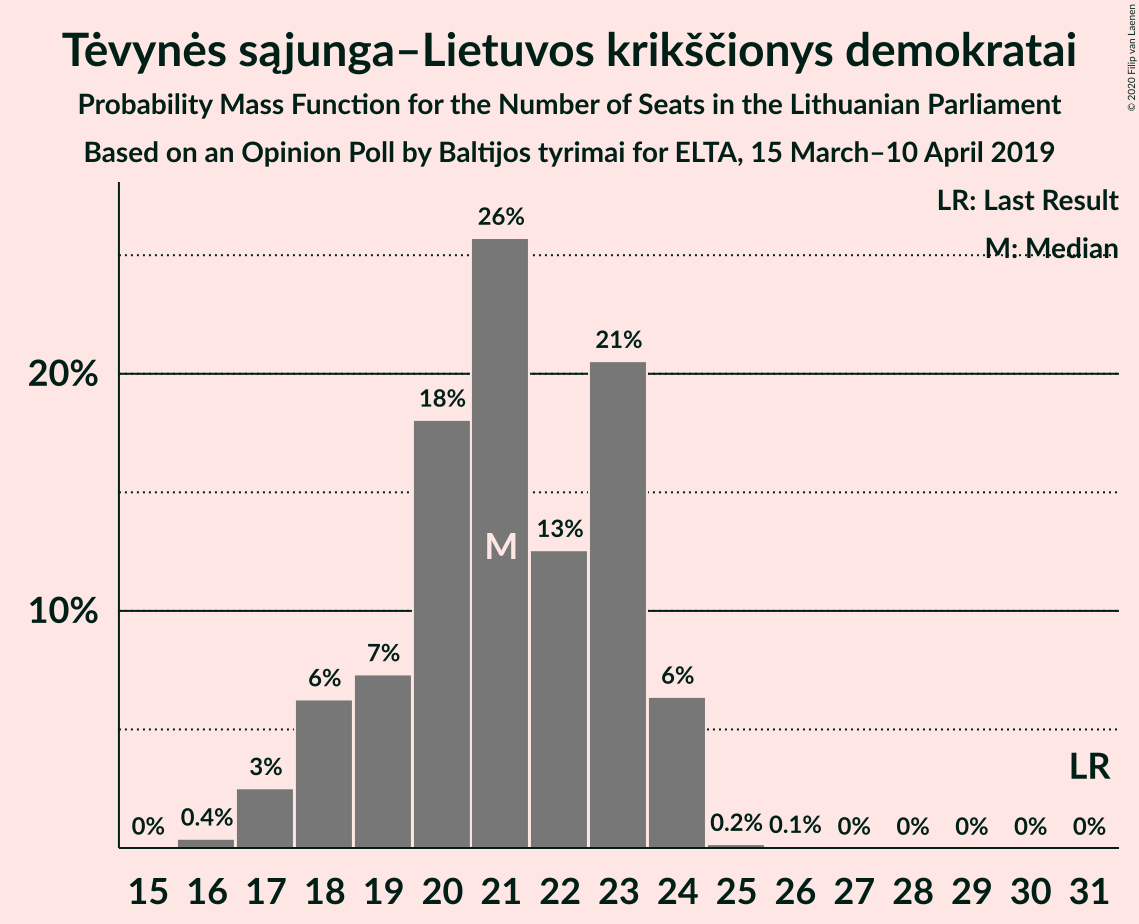 Tėvynės sąjunga–Lietuvos krikščionys demokratai
Probability Mass Function for the Number of Seats in the Lithuanian Parliament
Based on an Opinion Poll by Baltijos tyrimai for ELTA, 15 March–10 April 2019
© 2020 Filip van Laenen
LR: Last Result
M: Median
20%
10%
0%
0.4%
3%
6%
7%
18%
26%
13%
21%
6%
0.2%
0.1%
0%
0%
0%
0%
0%
M
LR
15 16 17 18 19 20 21 22 23 24 25 26 27 28 29 30 31